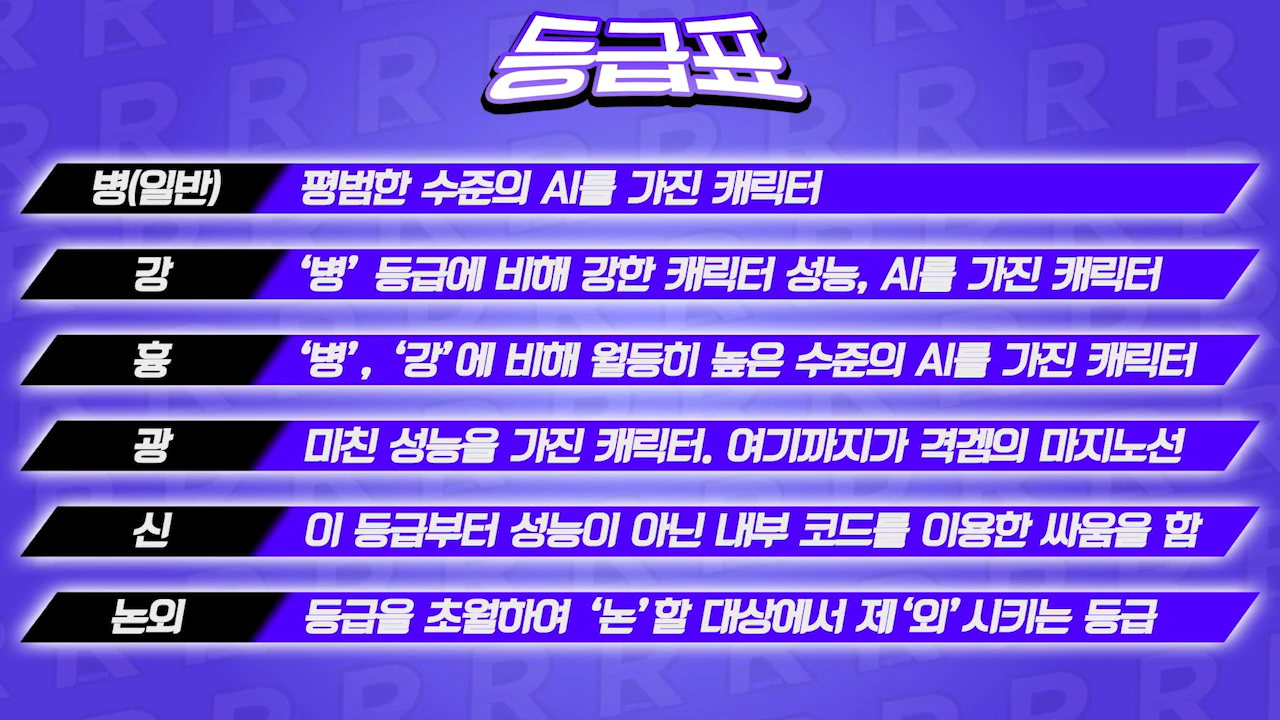 등급표
병(일반) 평범한 수준의 AI를 가진 캐릭터
강 ‘병’ 등급에 비해 강한 캐릭터 성능, AI를 가진 캐릭터
흉 ‘병’, ‘강’에 비해 월등히 높은 수준의 AI를 가진 캐릭터
광 미친 성능을 가진 캐릭터. 여기까지가 격겜의 마지노선
신 이 등급부터 성능이 아닌 내부 코드를 이용한 싸움을 함
논외 등급을 초월하여 ‘논’할 대상에서 제‘외’시키는 등급